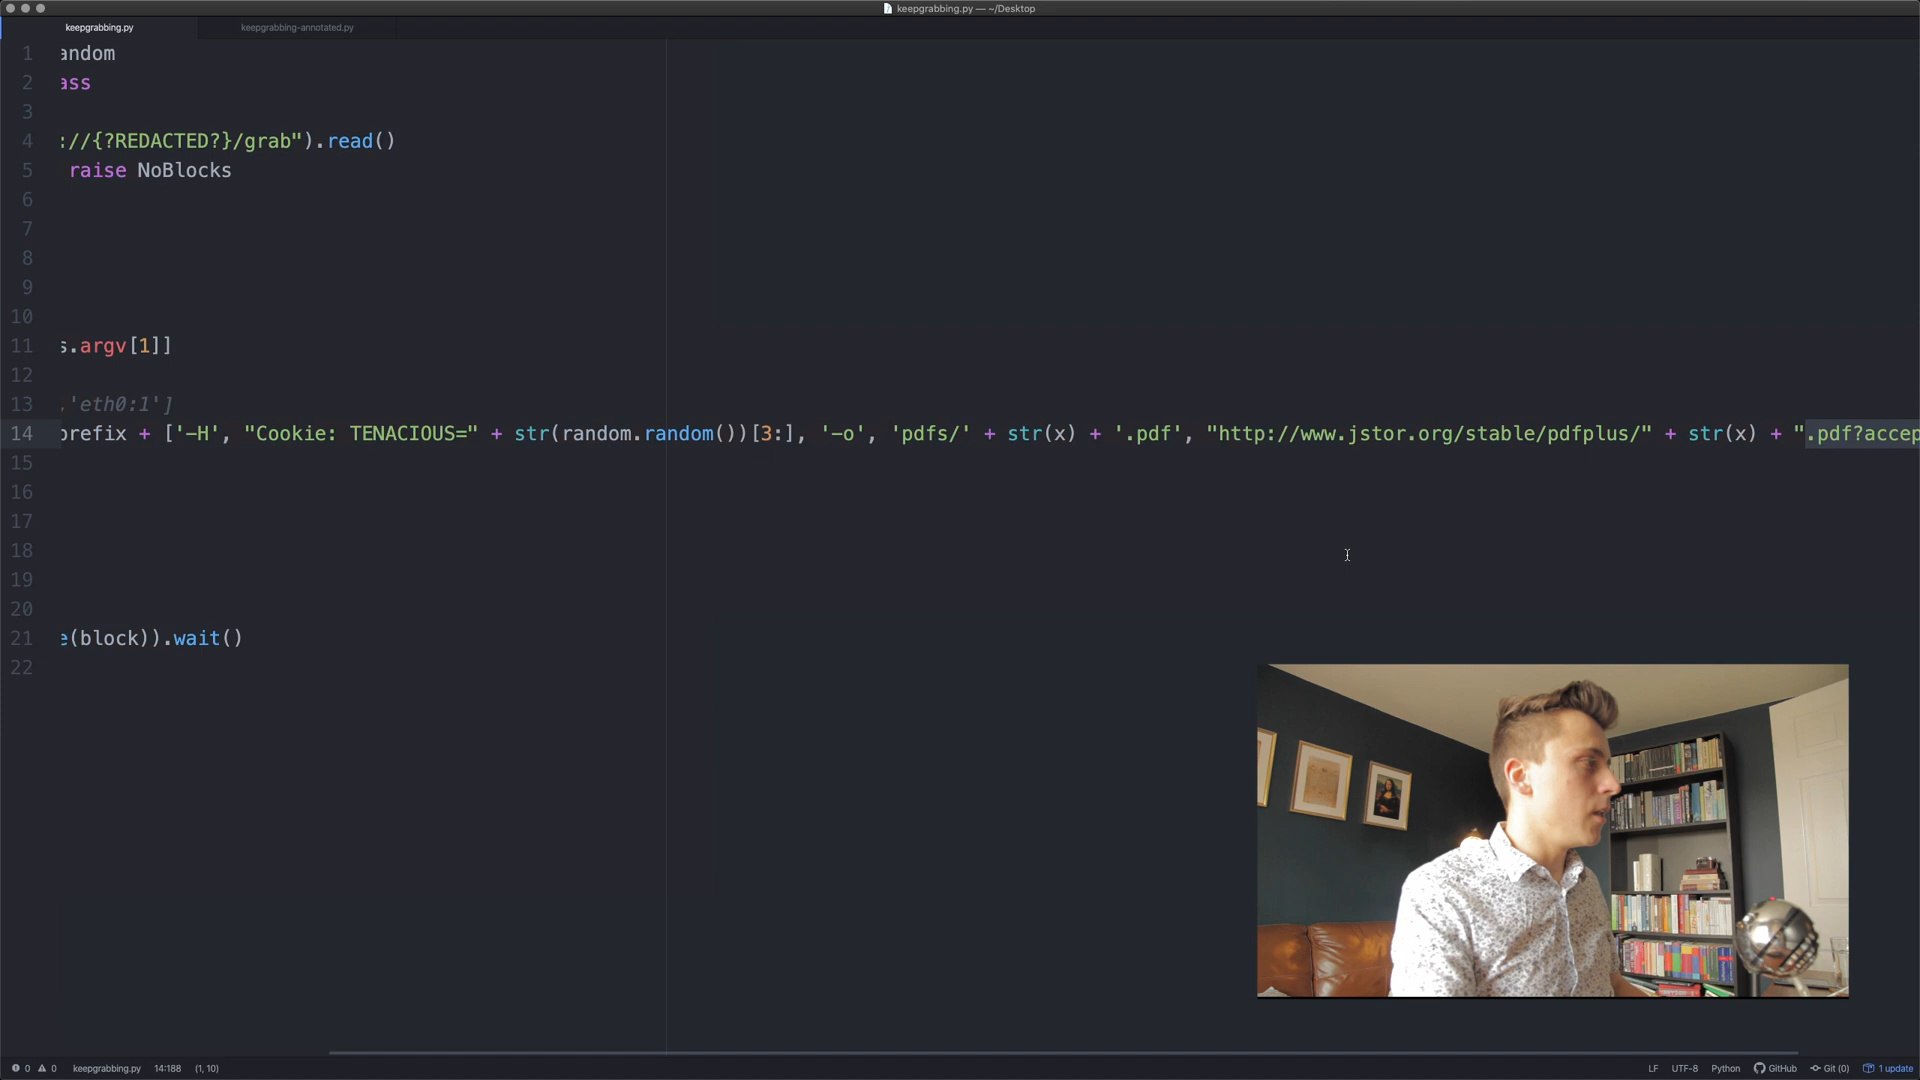 keepgrabbing.py — ~/Desktop
keepgrabbing.py keepgrabbing-annotated.py
1 andom
2 ass
3
4 ://{?REDACTED?}/grab").read()
5 raise NoBlocks
6
7
8
9
10
11 s.argv[1]]
12
13 ,'eth0:1']
14 prefix + ['-H', "Cookie: TENACIOUS=" + str(random.random())[3:], '-o', 'pdfs/' + str(x) + '.pdf', "http://www.jstor.org/stable/pdfplus/" + str(x) + ".pdf?accep
15
16
17
18
19
20
21 e(block)).wait()
22
0 0 keepgrabbing.py 14:188 (1, 10) LF UTF-8 Python GitHub Git (0) 1 update